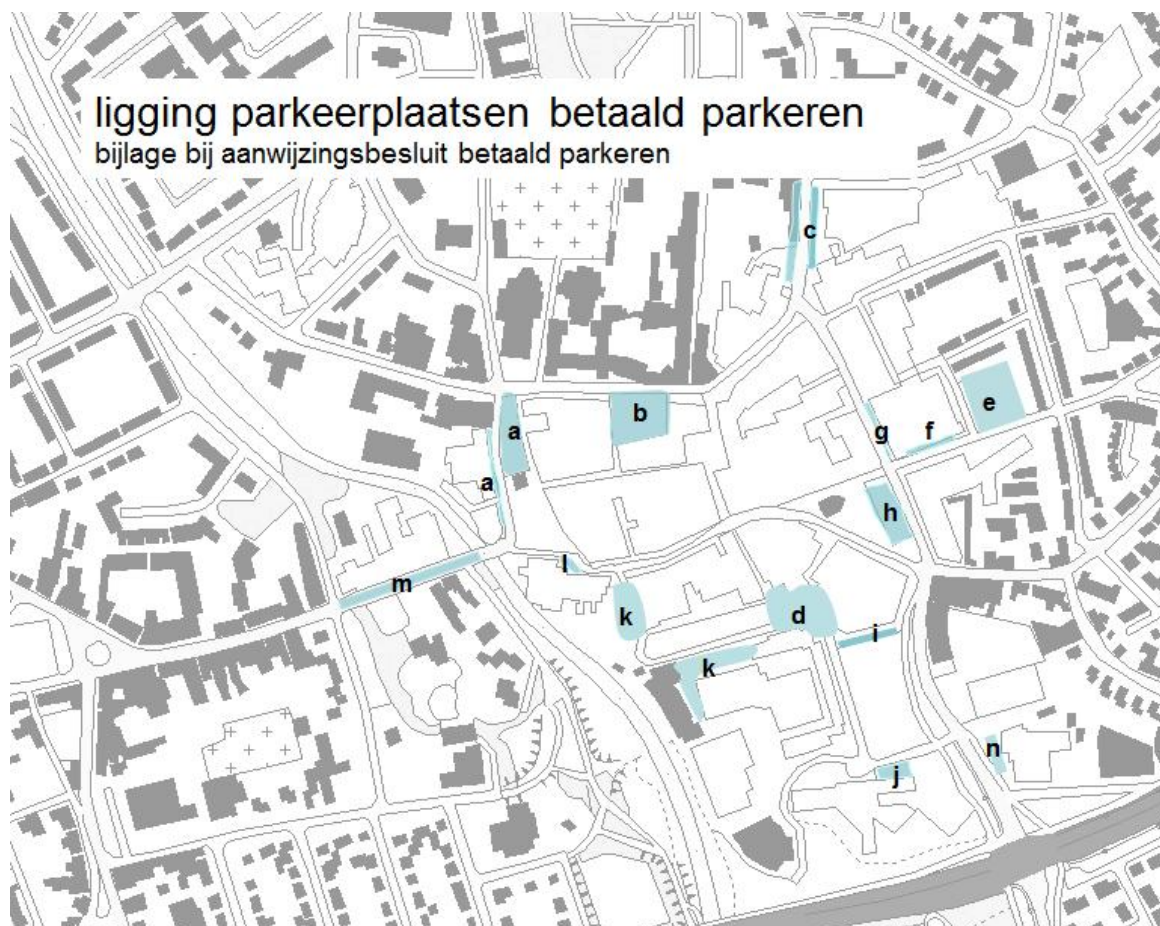 ligging parkeerplaatsen betaald parkeren
bijlage bij aanwijzingsbesluit betaald parkeren
c
e
b
a
f
g
a
h
l
m
k
d
i
k
n
j